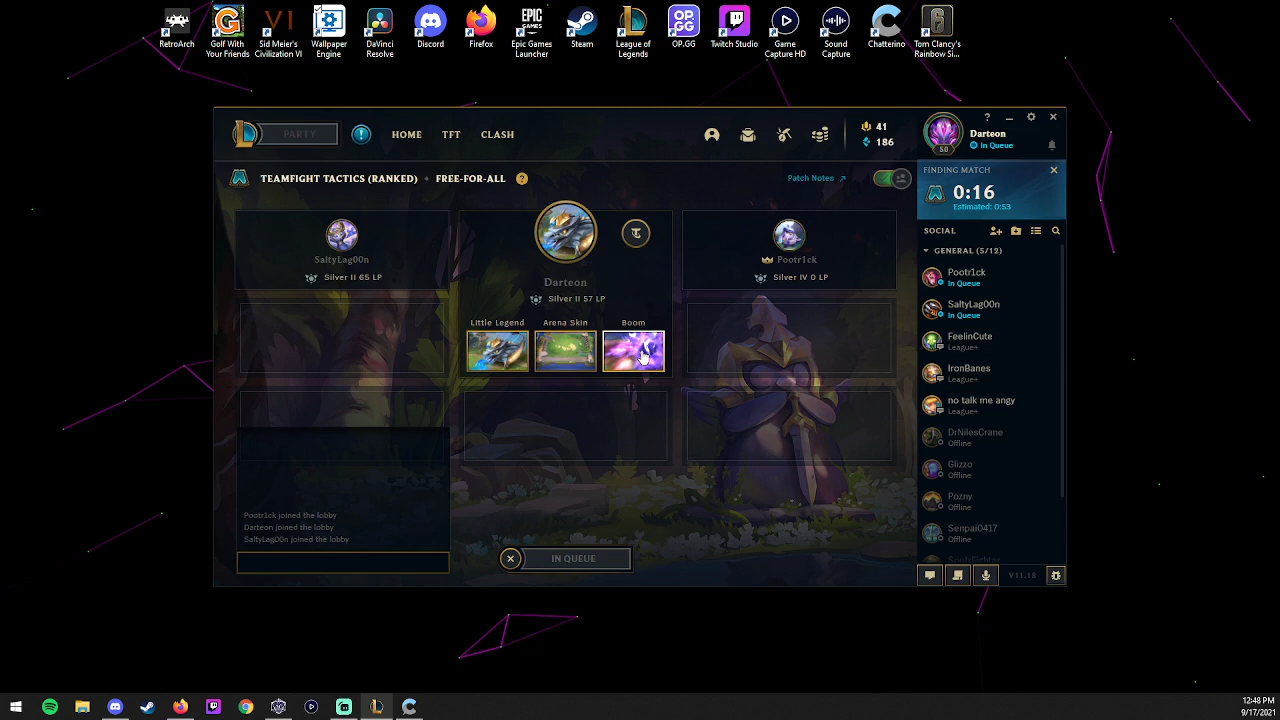 RetroArch
Golf With
Your Friends
Sid Meier's
Civilization VI
Wallpaper
Engine
DaVinci
Resolve
Discord
Firefox
Epic Games
Launcher
Steam
League of
Legends
OP.GG
Twitch Studio
Game
Capture HD
Sound
Capture
Chatterino
Tom Clancy's
Rainbow Si...
PARTY
HOME
TFT
CLASH
41
186
50
Darteon
In Queue
TEAMFIGHT TACTICS (RANKED) • FREE-FOR-ALL
Patch Notes
FINDING MATCH
0:16
Estimated: 0:53
SaltyLag00n
Silver II 65 LP
Darteon
Silver II 57 LP
Pootr1ck
Silver IV 0 LP
Little Legend
Arena Skin
Boom
SOCIAL
GENERAL (5/12)
Pootr1ck
In Queue
SaltyLag00n
In Queue
FeelinCute
League+
IronBanes
League+
no talk me angy
League+
DrNilesCrane
Offline
Glizzo
Offline
Pozny
Offline
Senpai0417
Offline
Pootr1ck joined the lobby
Darteon joined the lobby
SaltyLag00n joined the lobby
IN QUEUE
V11.18
12:48 PM
9/17/2021